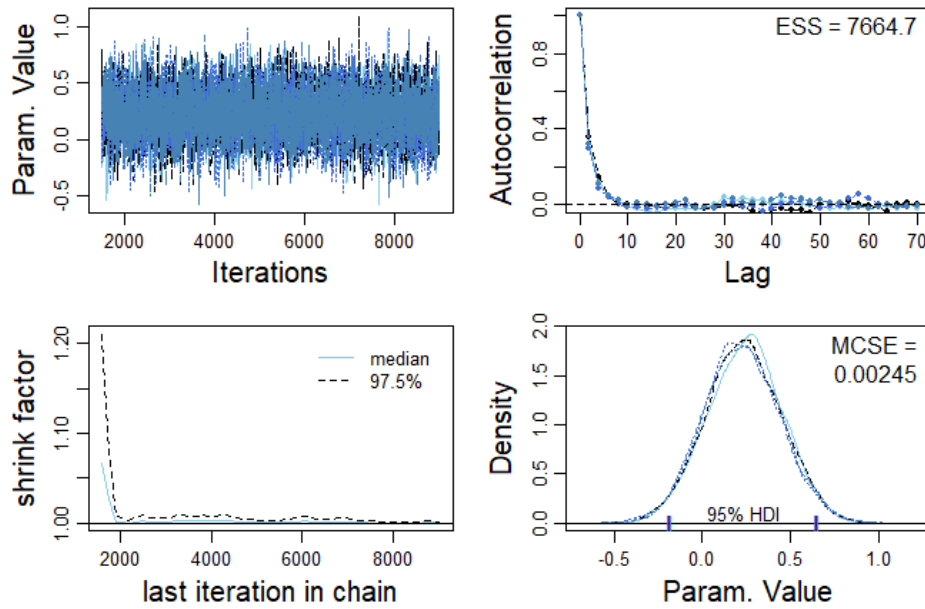 Param. Value
1.0
0.5
0.0
-0.5
2000 4000 6000 8000
Iterations
ESS = 7664.7
Autocorrelation
0.8
0.4
0.0
0 10 20 30 40 50 60 70
Lag
shrink factor
1.20
1.10
1.00
median
97.5%
2000 4000 6000 8000
last iteration in chain
MCSE =
0.00245
Density
2.0
1.5
1.0
0.5
0.0
95% HDI
-0.5 0.0 0.5 1.0
Param. Value